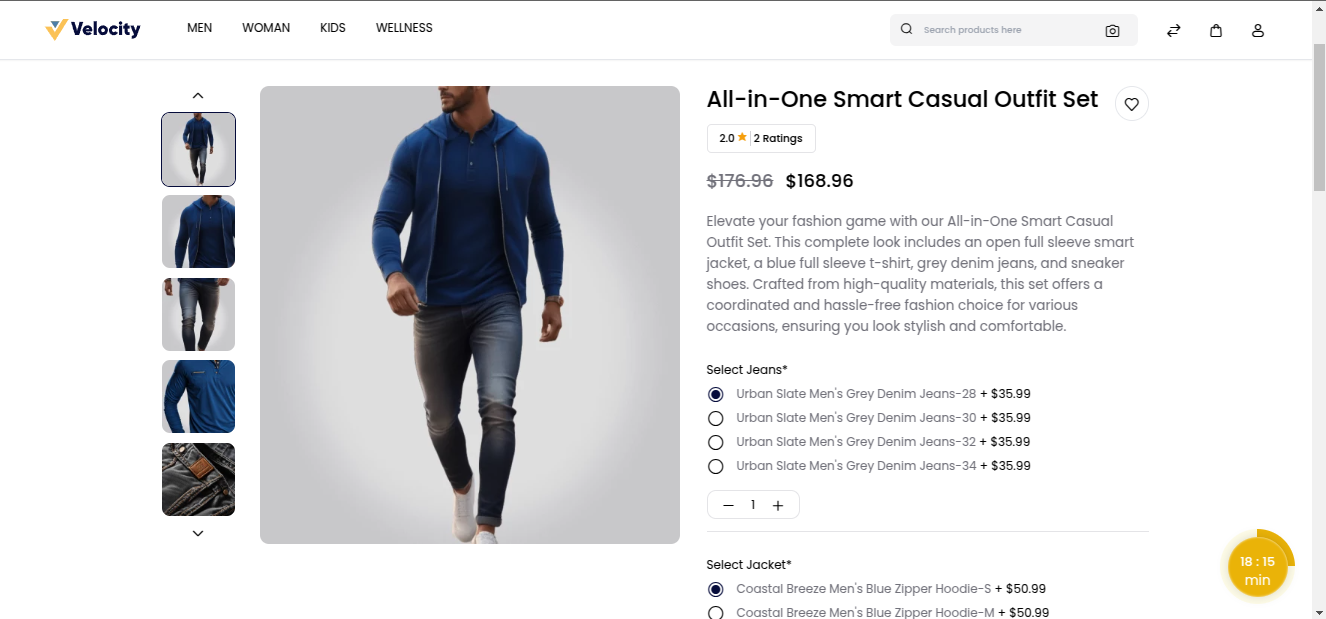 Velocity
MEN WOMAN KIDS WELLNESS
Search products here
All-in-One Smart Casual Outfit Set
2.0 2 Ratings
$176.96 $168.96
Elevate your fashion game with our All-in-One Smart Casual
Outfit Set. This complete look includes an open full sleeve smart
jacket, a blue full sleeve t-shirt, grey denim jeans, and sneaker
shoes. Crafted from high-quality materials, this set offers a
coordinated and hassle-free fashion choice for various
occasions, ensuring you look stylish and comfortable.
Select Jeans*
Urban Slate Men's Grey Denim Jeans-28 + $35.99
Urban Slate Men's Grey Denim Jeans-30 + $35.99
Urban Slate Men's Grey Denim Jeans-32 + $35.99
Urban Slate Men's Grey Denim Jeans-34 + $35.99
1
Select Jacket*
Coastal Breeze Men's Blue Zipper Hoodie-S + $50.99
Coastal Breeze Men's Blue Zipper Hoodie-M + $50.99
18 : 15
min